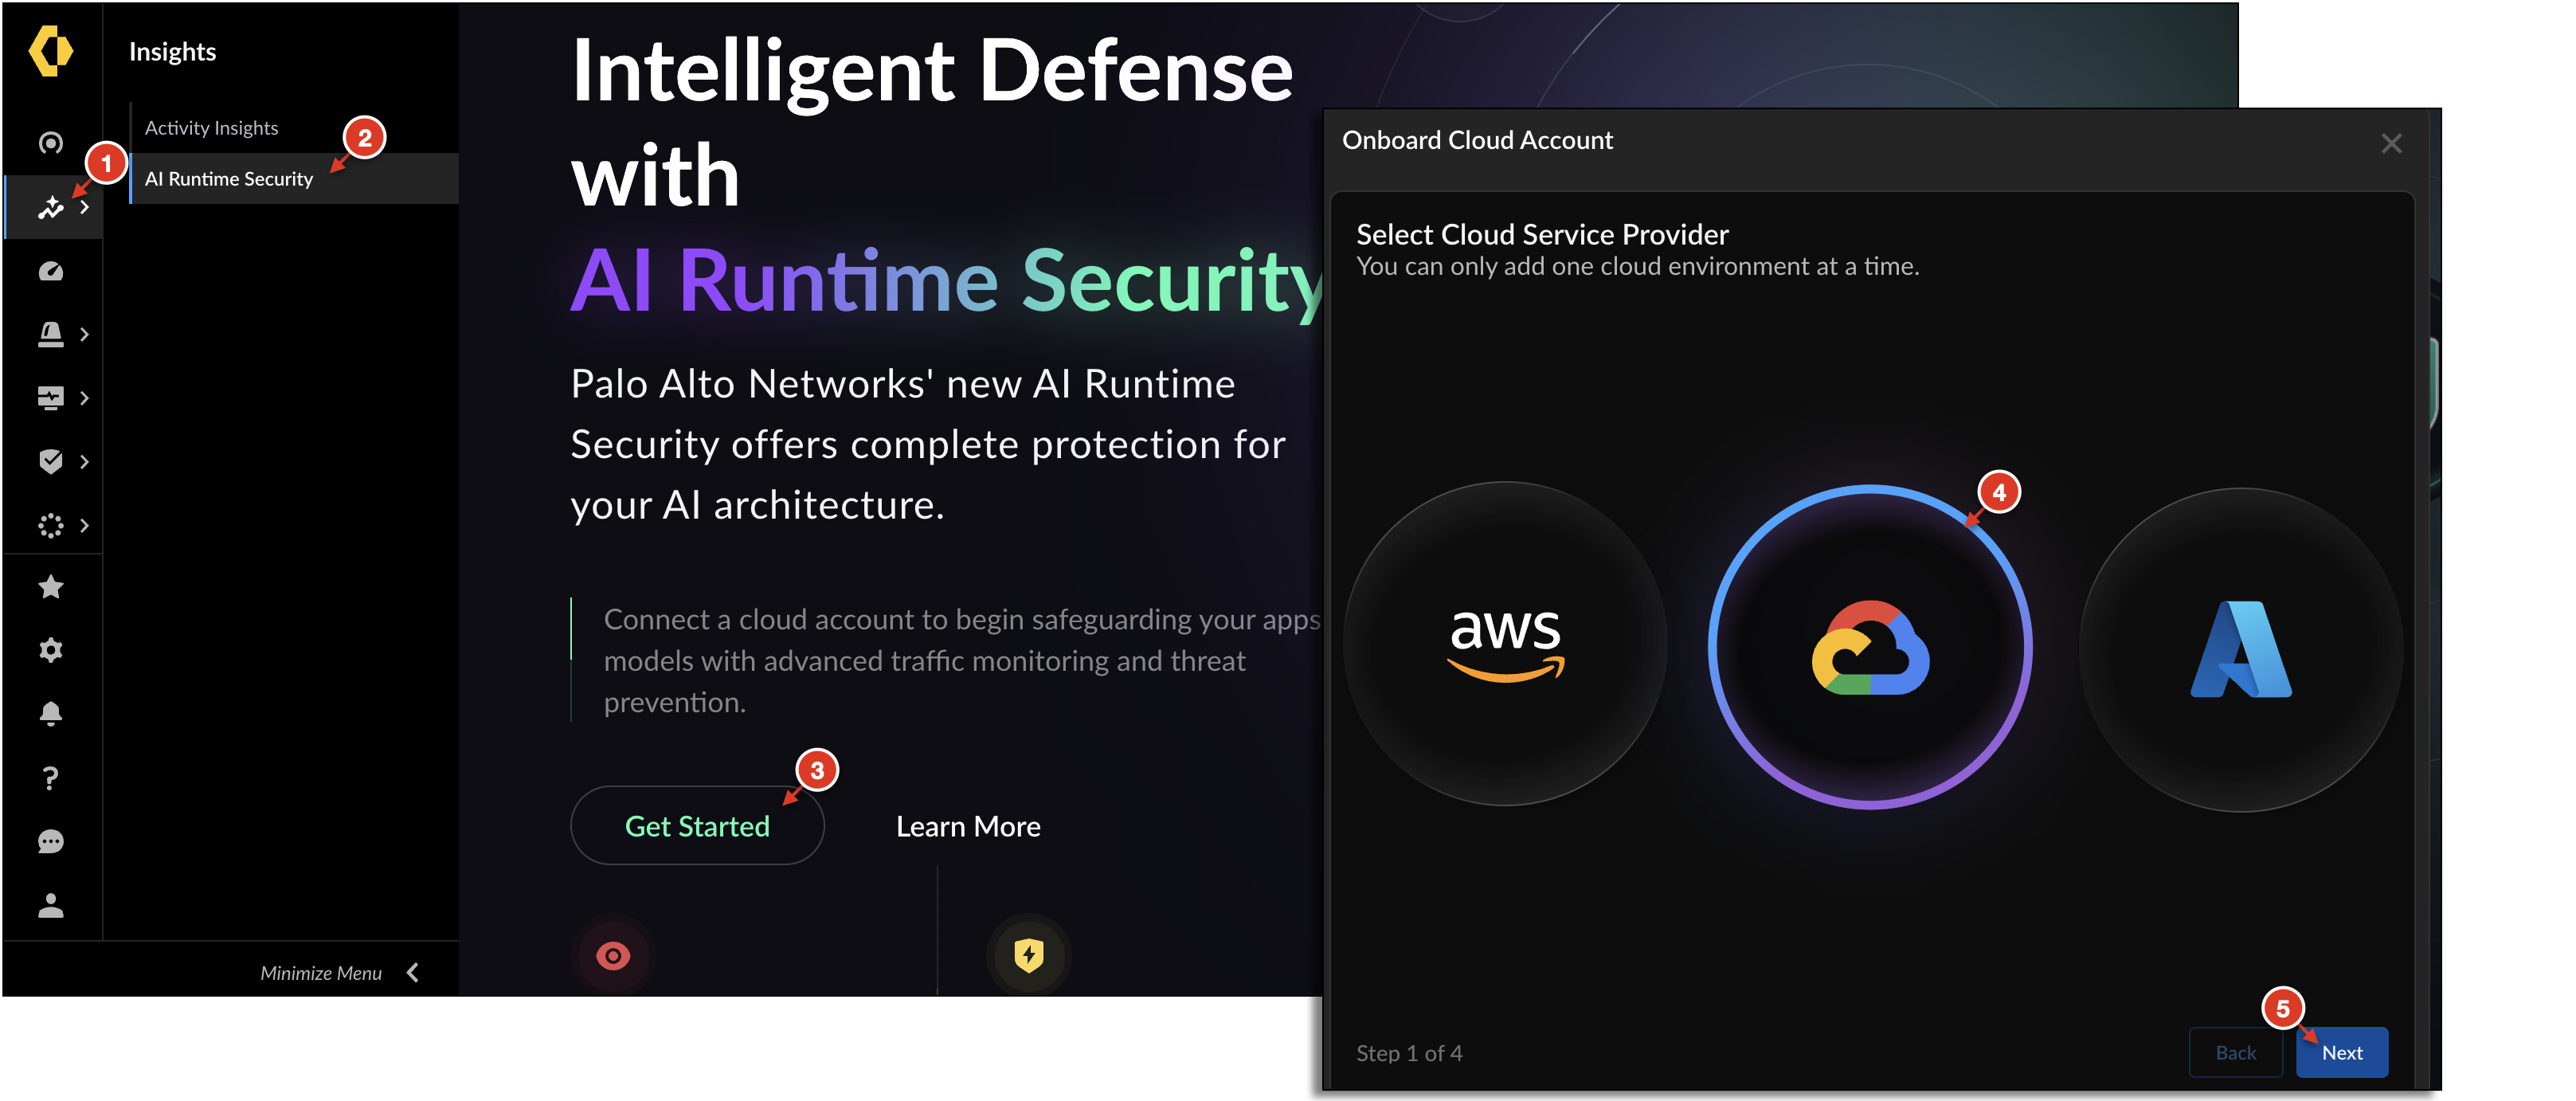 Insights
Activity Insights
AI Runtime Security
1
2
Minimize Menu
Intelligent Defense
with
AI Runtime Security
Palo Alto Networks' new AI Runtime
Security offers complete protection for
your AI architecture.
Connect a cloud account to begin safeguarding your apps
models with advanced traffic monitoring and threat
prevention.
3
Get Started
Learn More
Onboard Cloud Account
Select Cloud Service Provider
You can only add one cloud environment at a time.
4
aws
5
Step 1 of 4
Back
Next